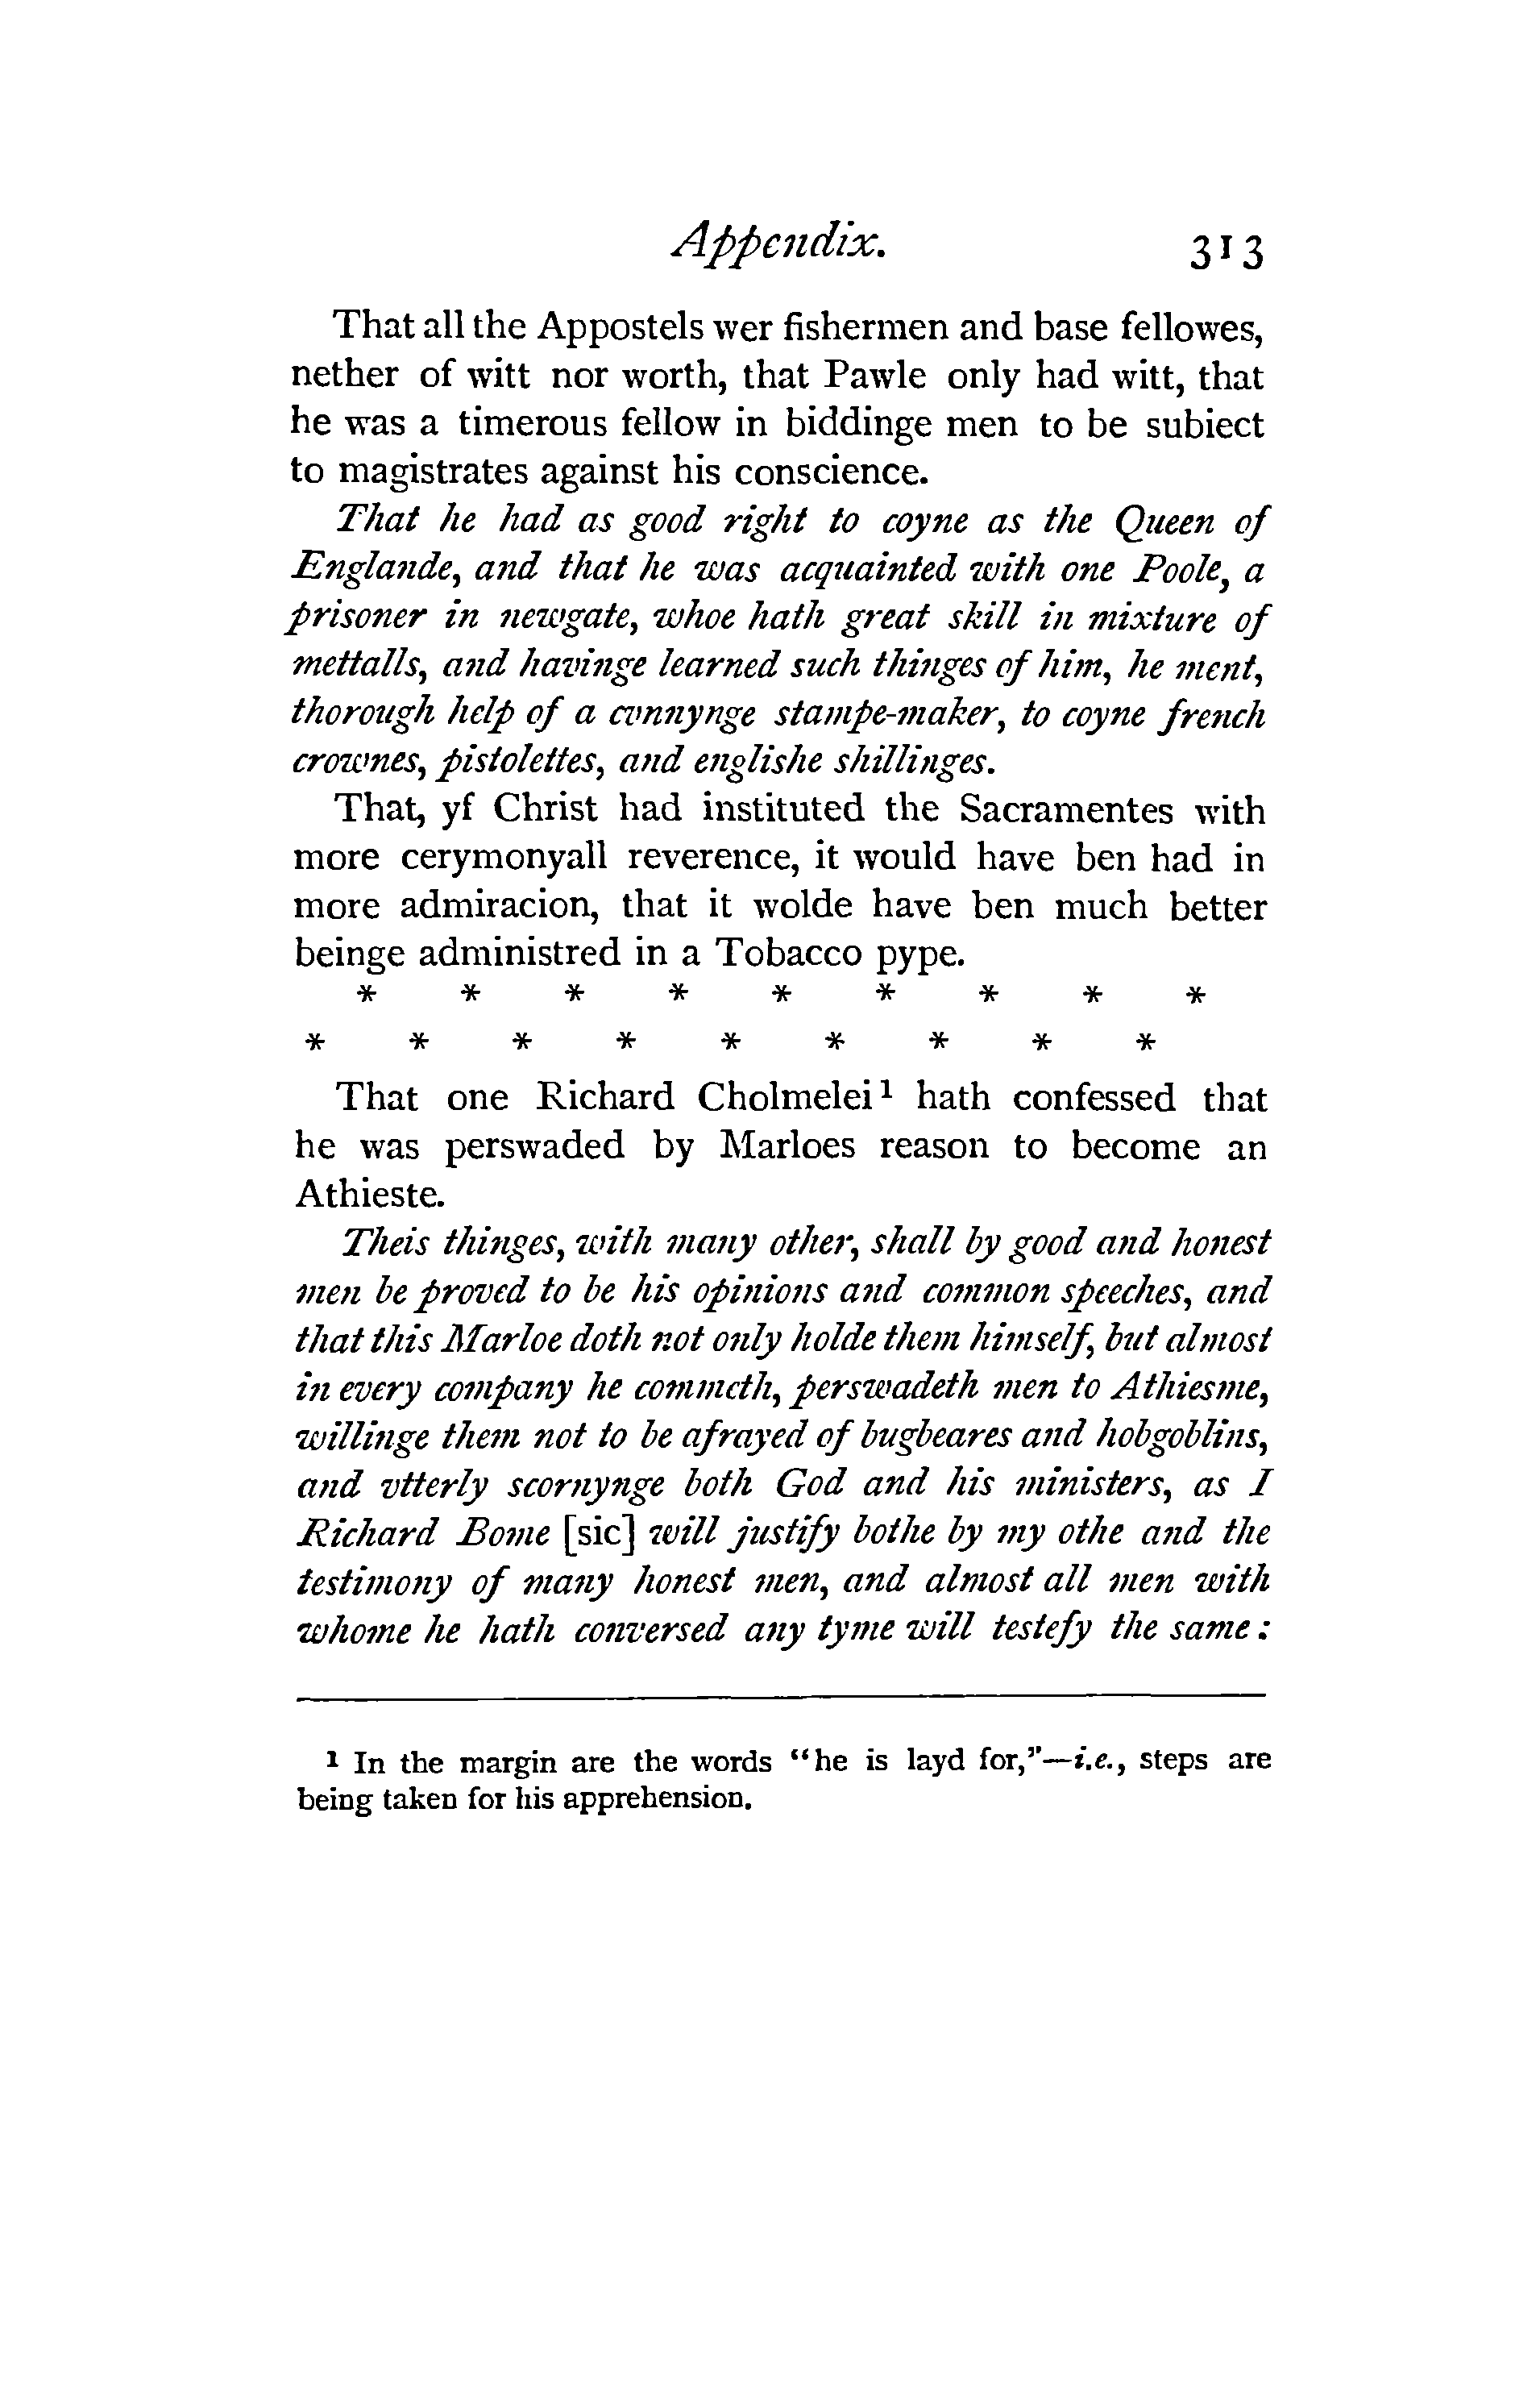 Appendix. 313
That all the Appostels wer fishermen and base fellowes,
nether of witt nor worth, that Pawle only had witt, that
he was a timerous fellow in biddinge men to be subiect
to magistrates against his conscience.
That he had as good right to coyne as the Queen of
Englande, and that he was acquainted with one Poole, a
prisoner in newgate, whoe hath great skill in mixture of
mettalls, and havinge learned such thinges of him, he ment,
thorough help of a cvnnynge stampe-maker, to coyne french
crownes, pistolettes, and englishe shillinges.
That, yf Christ had instituted the Sacramentes with
more cerymonyall reverence, it would have ben had in
more admiracion, that it wolde have ben much better
beinge administred in a Tobacco pype.
* * * * * * * * *
* * * * * * * * *
That one Richard Cholmelei¹ hath confessed that
he was perswaded by Marloes reason to become an
Athieste.
Theis thinges, with many other, shall by good and honest
men be proved to be his opinions and common speeches, and
that this Marloe doth not only holde them himself, but almost
in every company he commeth, perswadeth men to Athiesme,
willinge them not to be afrayed of bugbeares and hobgoblins,
and vtterly scornynge both God and his ministers, as I
Richard Bome [sic] will justify bothe by my othe and the
testimony of many honest men, and almost all men with
whome he hath conversed any tyme will testefy the same:
¹ In the margin are the words “he is layd for,”—i.e., steps are
being taken for his apprehension.